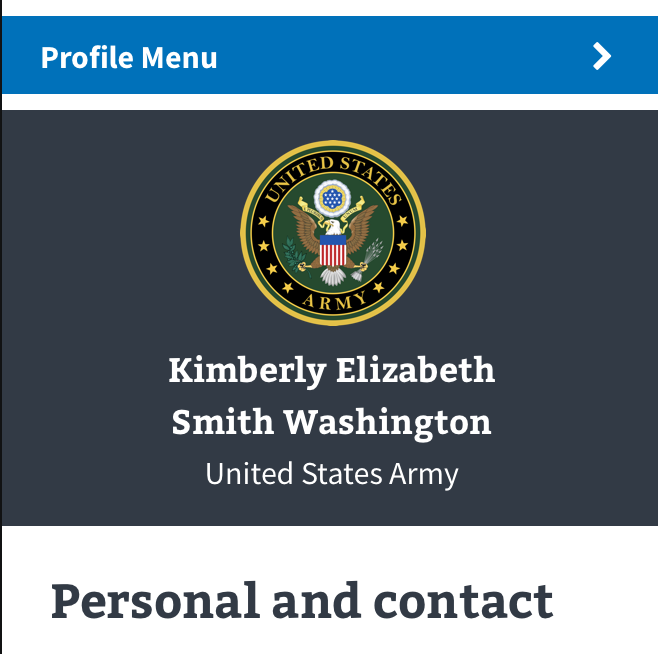 Profile Menu
UNITED STATES
ARMY
Kimberly Elizabeth
Smith Washington
United States Army
Personal and contact